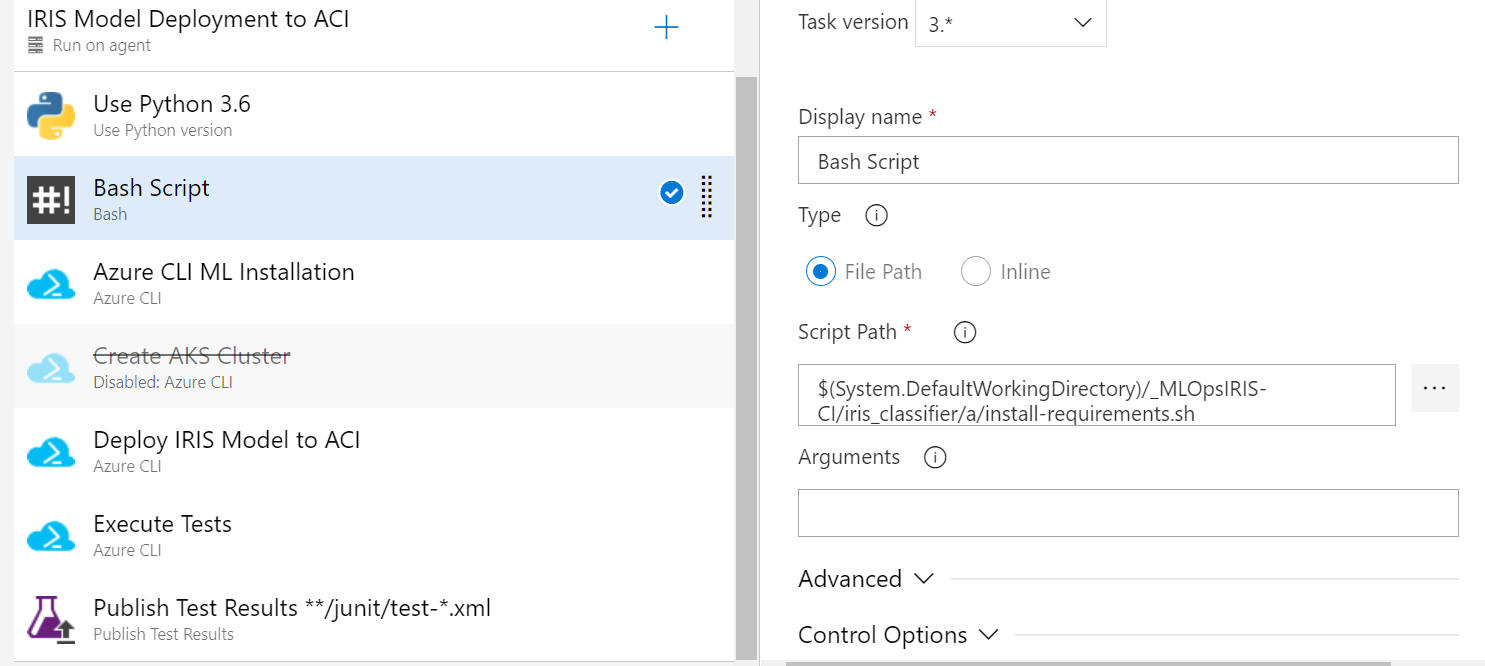 IRIS Model Deployment to ACI
Run on agent
Use Python 3.6
Use Python version
#!
Bash Script
Bash
Azure CLI ML Installation
Azure CLI
Create AKS Cluster
Disabled: Azure CLI
Deploy IRIS Model to ACI
Azure CLI
Execute Tests
Azure CLI
Publish Test Results **/junit/test-*.xml
Publish Test Results
Task version 3.*
Display name *
Bash Script
Type
File Path Inline
Script Path *
$(System.DefaultWorkingDirectory)/_MLOpsIRIS-
CI/iris_classifier/a/install-requirements.sh
...
Arguments
Advanced
Control Options